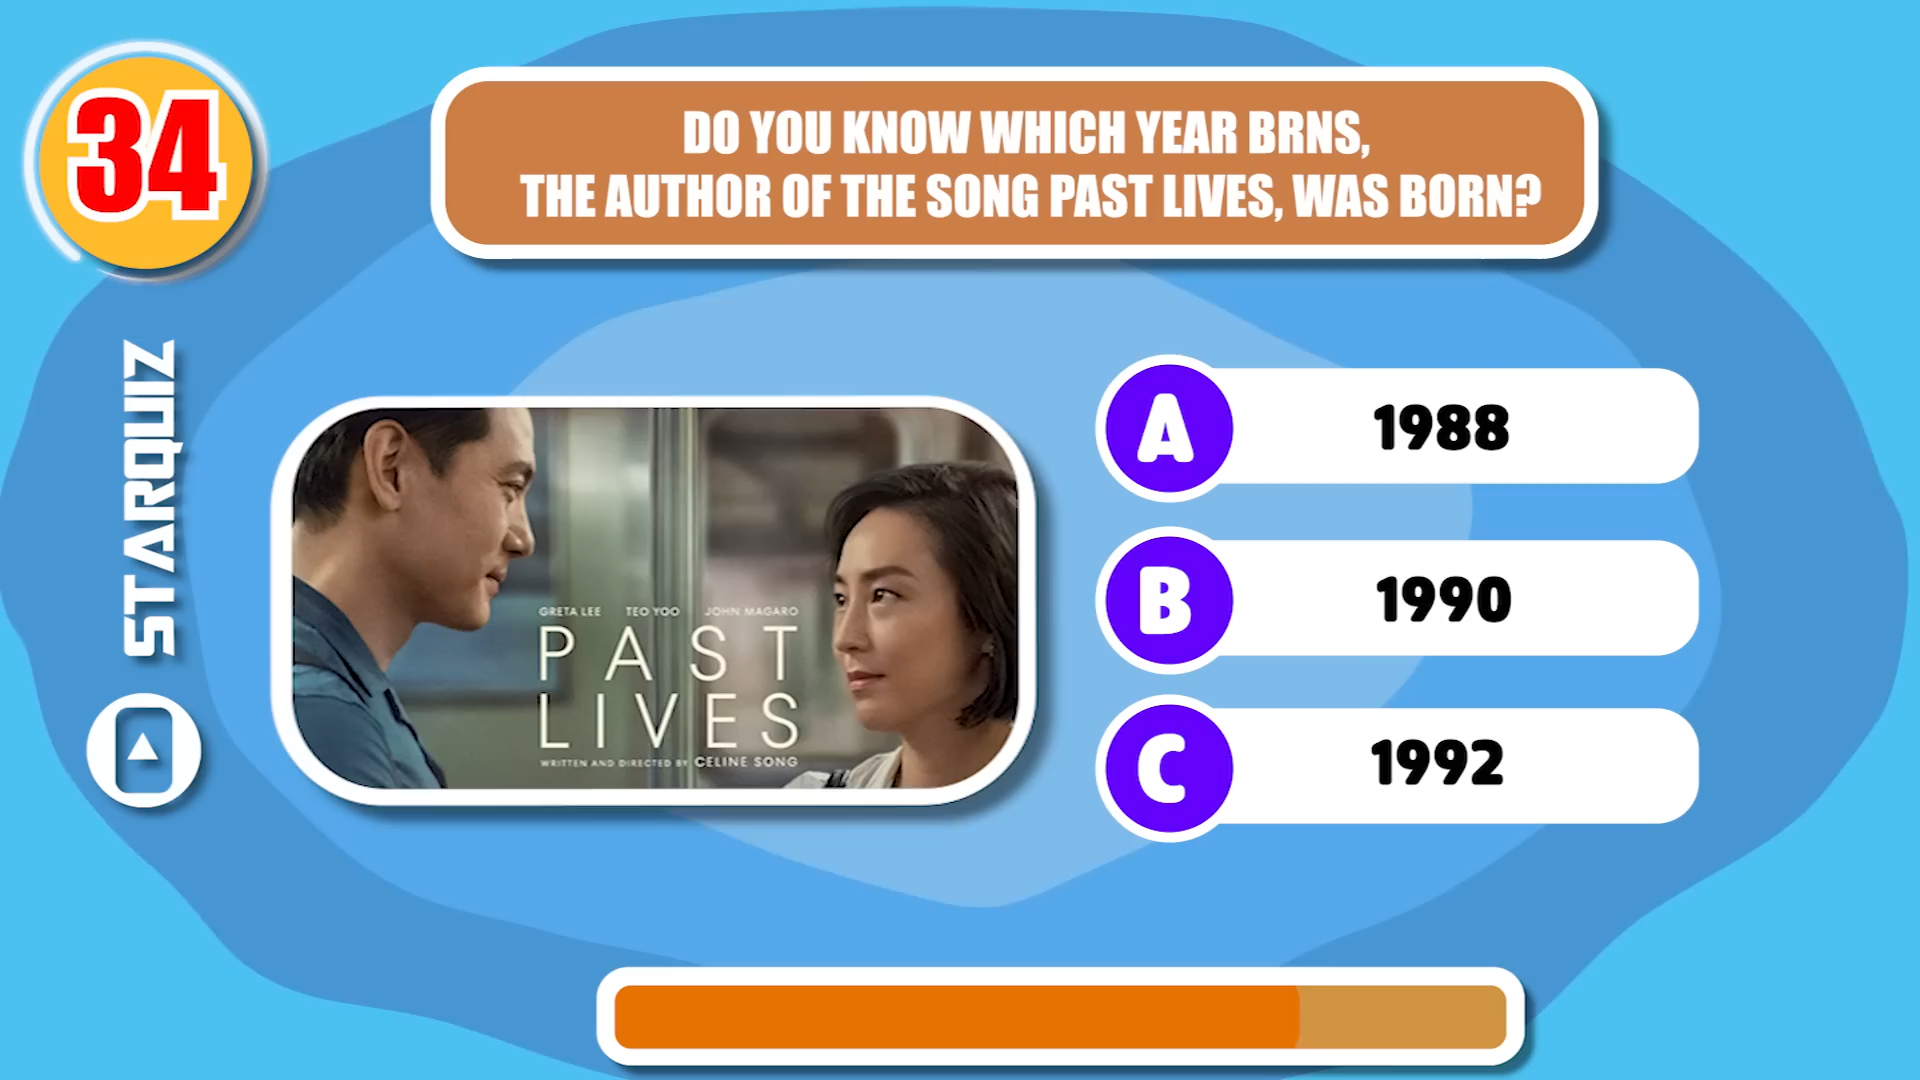 34
DO YOU KNOW WHICH YEAR BRNS,
THE AUTHOR OF THE SONG PAST LIVES, WAS BORN?
STARQUIZ
GRETA LEE TEO YOO JOHN MAGARO
PAST
LIVES
WRITTEN AND DIRECTED BY CELINE SONG
A 1988
B 1990
C 1992